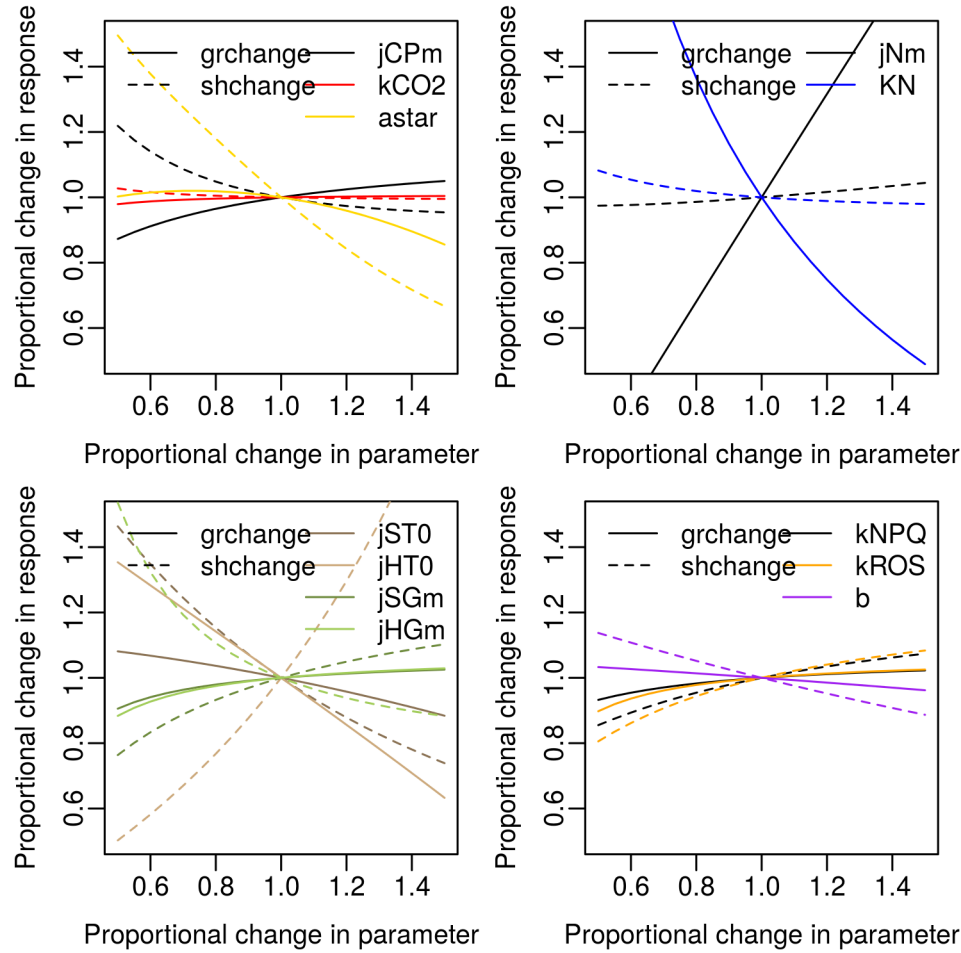 Proportional change in response
1.4
1.2
1.0
0.8
0.6
grchange
shchange
jCPm
kCO2
astar
0.6 0.8 1.0 1.2 1.4
Proportional change in parameter
Proportional change in response
1.4
1.2
1.0
0.8
0.6
grchange
shchange
jNm
KN
0.6 0.8 1.0 1.2 1.4
Proportional change in parameter
Proportional change in response
1.4
1.2
1.0
0.8
0.6
grchange
shchange
jST0
jHT0
jSGm
jHGm
0.6 0.8 1.0 1.2 1.4
Proportional change in parameter
Proportional change in response
1.4
1.2
1.0
0.8
0.6
grchange
shchange
kNPQ
kROS
b
0.6 0.8 1.0 1.2 1.4
Proportional change in parameter